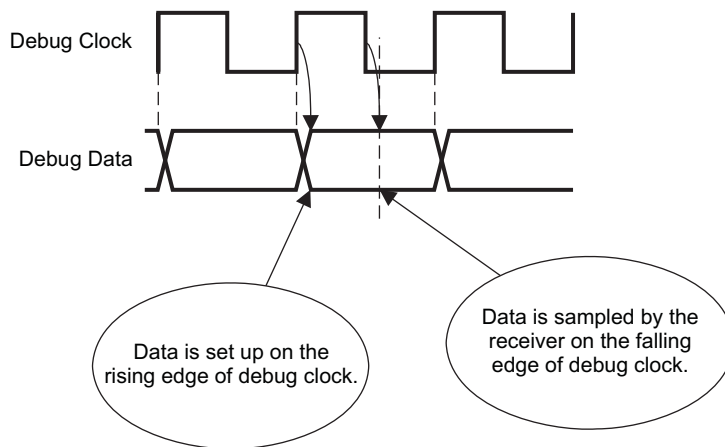 Debug Clock
Debug Data
Data is set up on the
rising edge of debug clock.
Data is sampled by the
receiver on the falling
edge of debug clock.